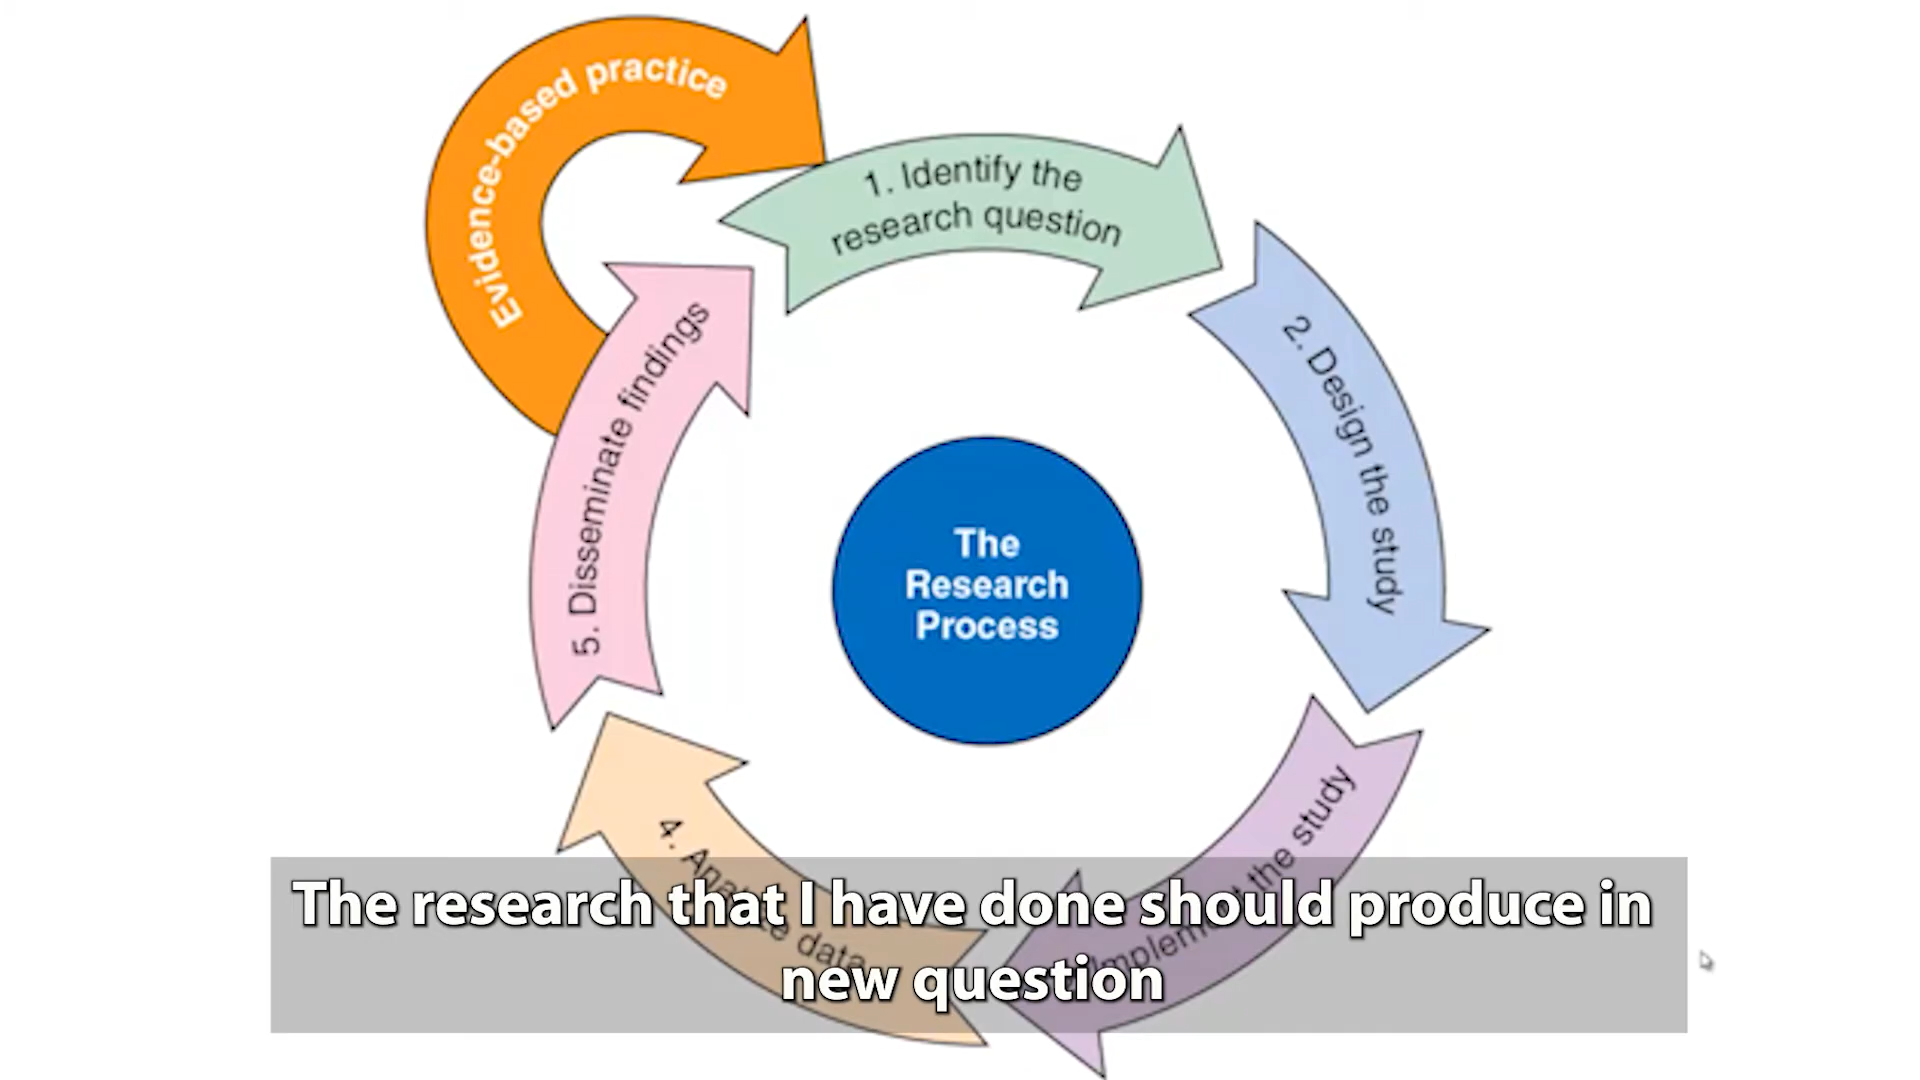 Evidence-based practice
1. Identify the
research question
2. Design the study
The
Research
Process
5. Disseminate findings
the study
4.
data
The research that I have done should produce in
new question